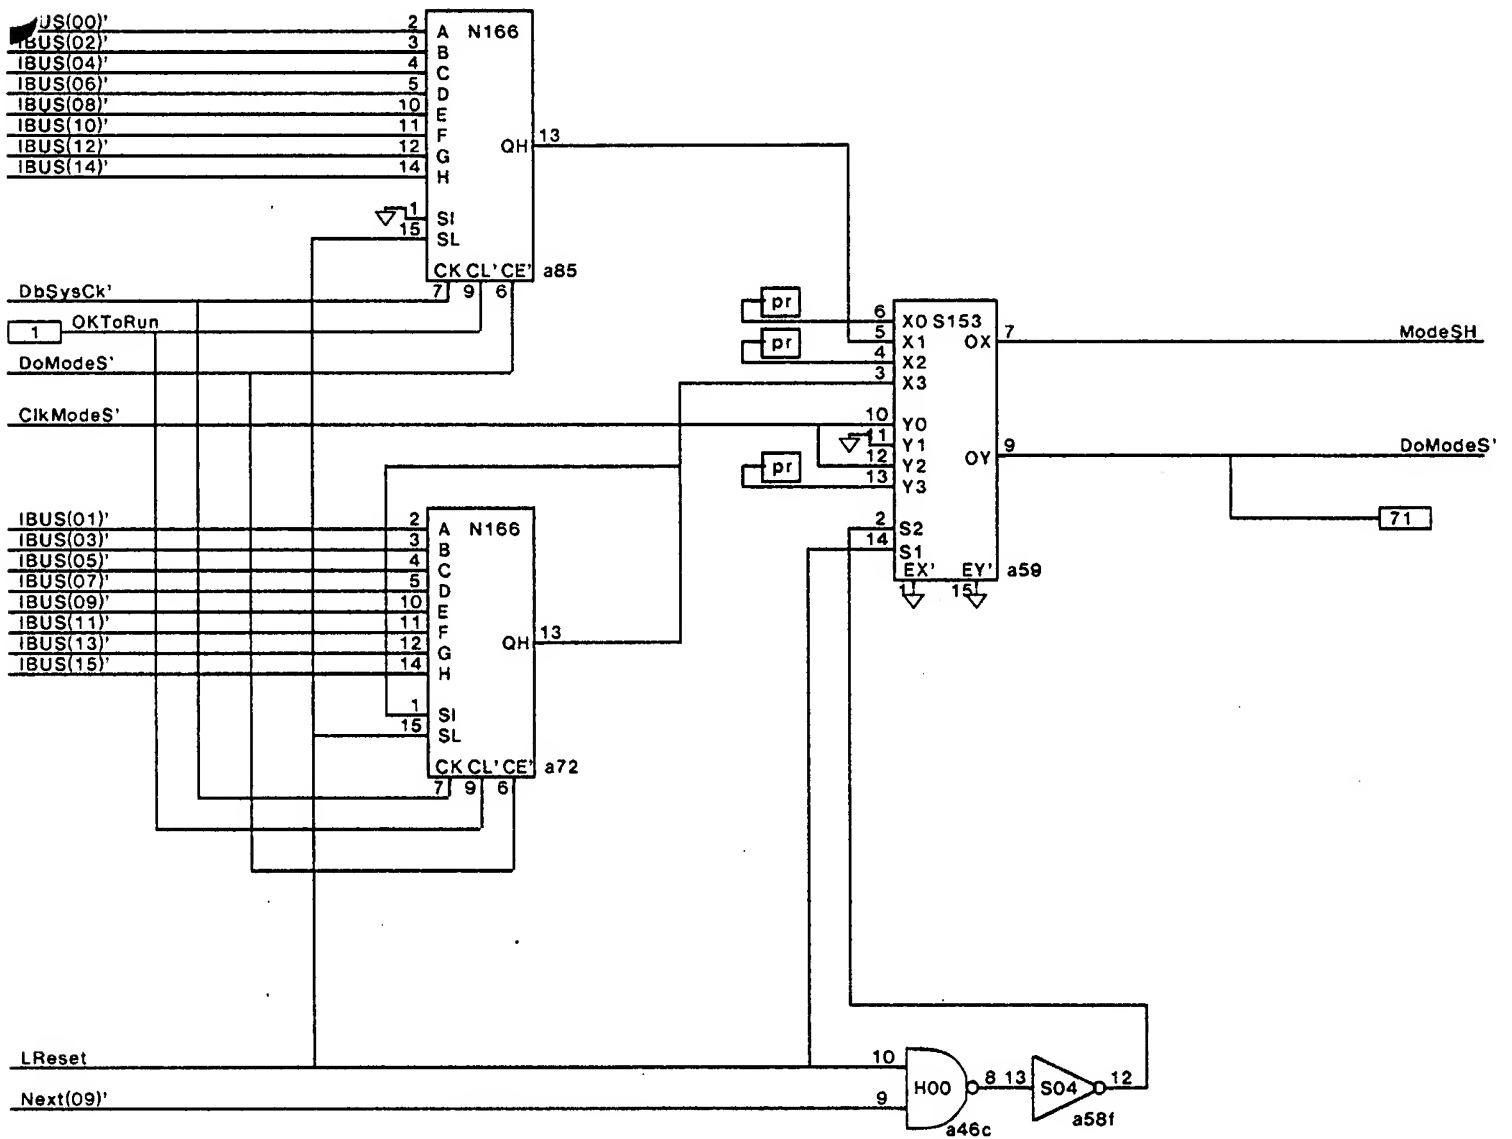 US(00)' 2 A N166
IBUS(02)' 3 B
IBUS(04)' 4 C
IBUS(06)' 5 D
IBUS(08)' 10 E
IBUS(10)' 11 F
IBUS(12)' 12 G QH 13
IBUS(14)' 14 H
1 SI
15 SL
CK CL' CE' a85
DbSysCk' 7 9 6
1 OKToRun
DoModeS'
ClkModeS'
pr
6 X0 S153
5 X1 OX 7 ModeSH
pr
4 X2
3 X3
10 Y0
1 Y1
12 Y2 OY 9 DoModeS'
pr
13 Y3
71
2 S2
14 S1
EX' EY' a59
1 15
IBUS(01)' 2 A N166
IBUS(03)' 3 B
IBUS(05)' 4 C
IBUS(07)' 5 D
IBUS(09)' 10 E
IBUS(11)' 11 F
IBUS(13)' 12 G QH 13
IBUS(15)' 14 H
1 SI
15 SL
CK CL' CE' a72
7 9 6
LReset 10
H00 8 13 S04 12
Next(09)' 9
a46c a58f